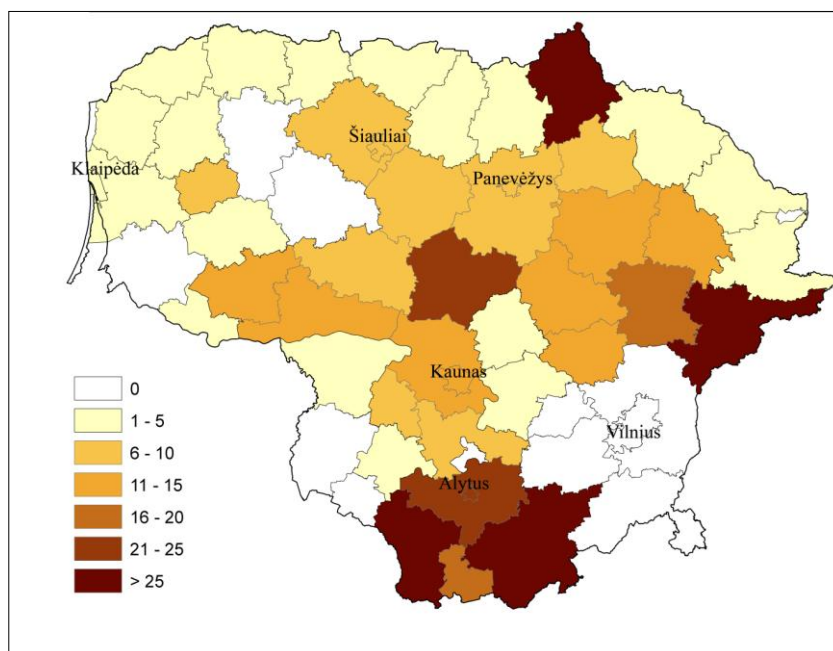 Šiauliai
Klaipėda
Panevėžys
Kaunas
Vilnius
Alytus
0
1 - 5
6 - 10
11 - 15
16 - 20
21 - 25
> 25